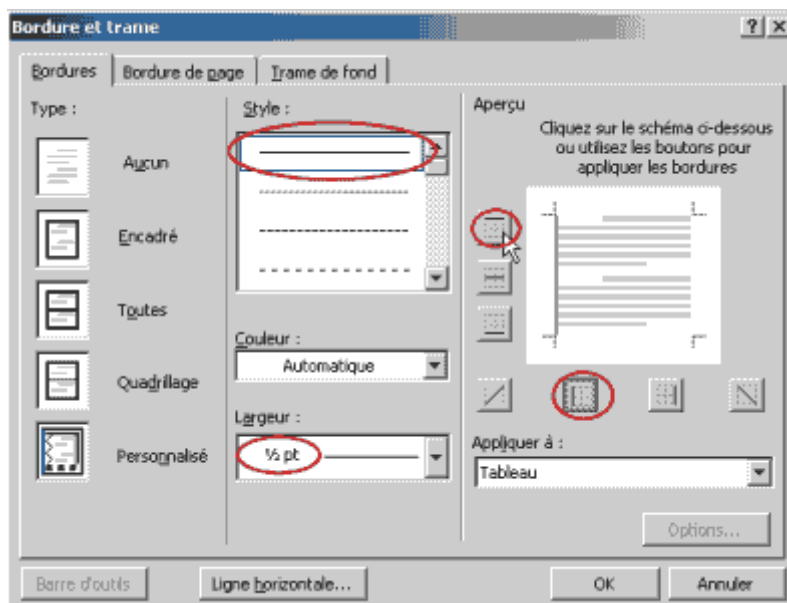 Bordure et trame
Bordures
Bordure de page
Trame de fond
Type :
Aucun
Encadré
Toutes
Quadrillage
Personnalisé
Style :
Couleur :
Automatique
Largeur :
½ pt
Aperçu
Cliquez sur le schéma ci-dessous
ou utilisez les boutons pour
appliquer les bordures
Appliquer à :
Tableau
Options...
Barre d'outils
Ligne horizontale...
OK
Annuler